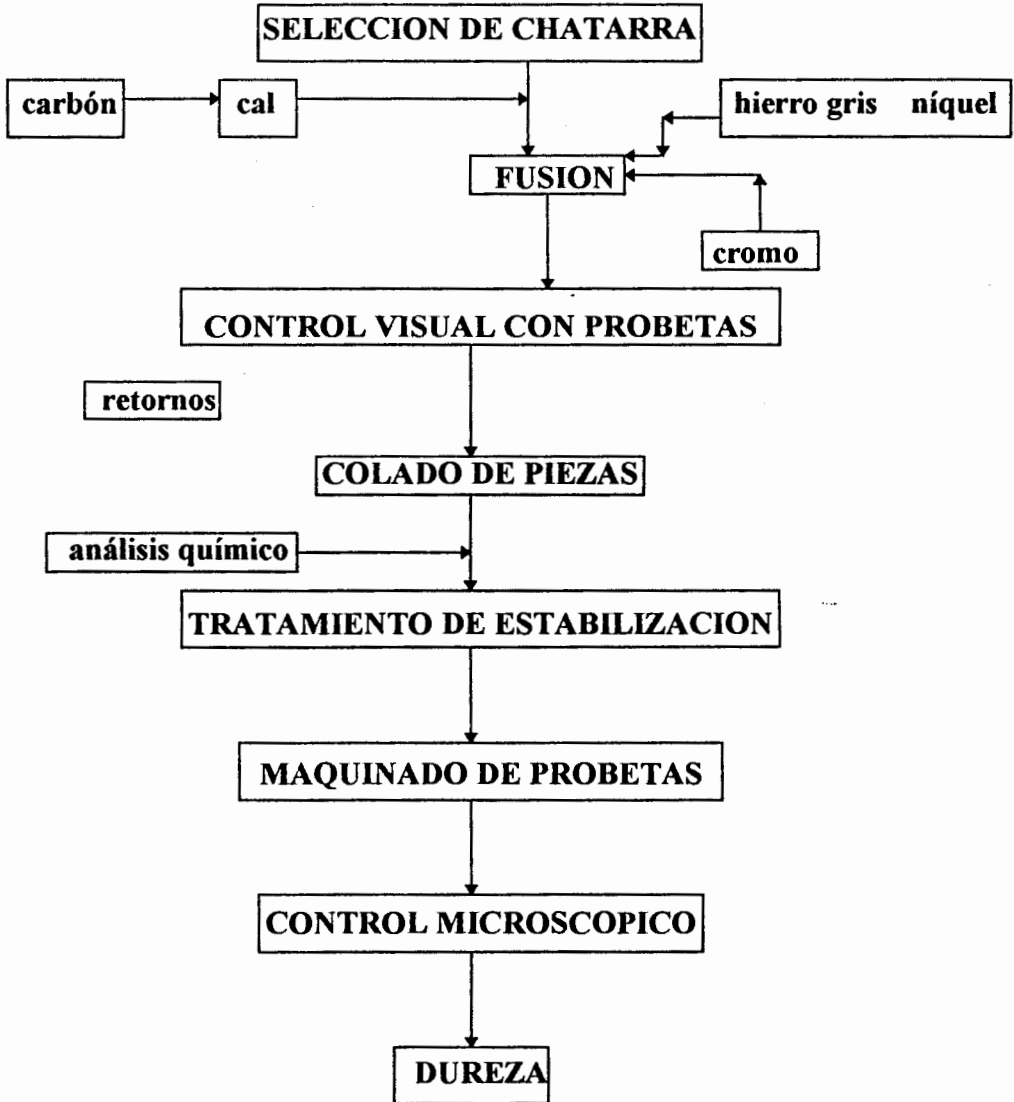 SELECCION DE CHATARRA
carbón
cal
hierro gris níquel
FUSION
cromo
CONTROL VISUAL CON PROBETAS
retornos
COLADO DE PIEZAS
análisis químico
TRATAMIENTO DE ESTABILIZACION
MAQUINADO DE PROBETAS
CONTROL MICROSCOPICO
DUREZA